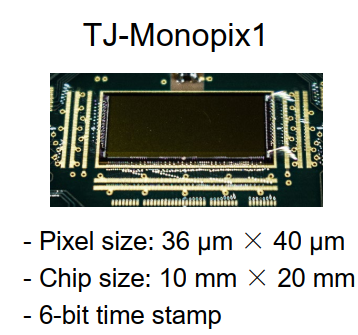 TJ-Monopix1
- Pixel size: 36 µm × 40 µm
- Chip size: 10 mm × 20 mm
- 6-bit time stamp